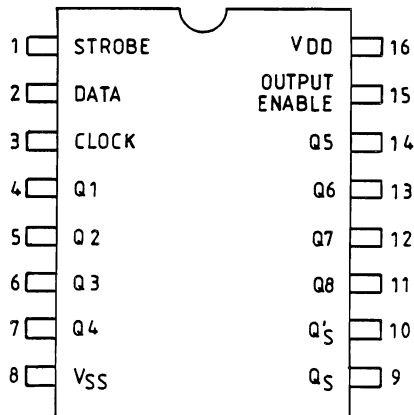 1 STROBE VDD 16
2 DATA OUTPUT ENABLE 15
3 CLOCK Q5 14
4 Q1 Q6 13
5 Q2 Q7 12
6 Q3 Q8 11
7 Q4 Q'S 10
8 VSS QS 9